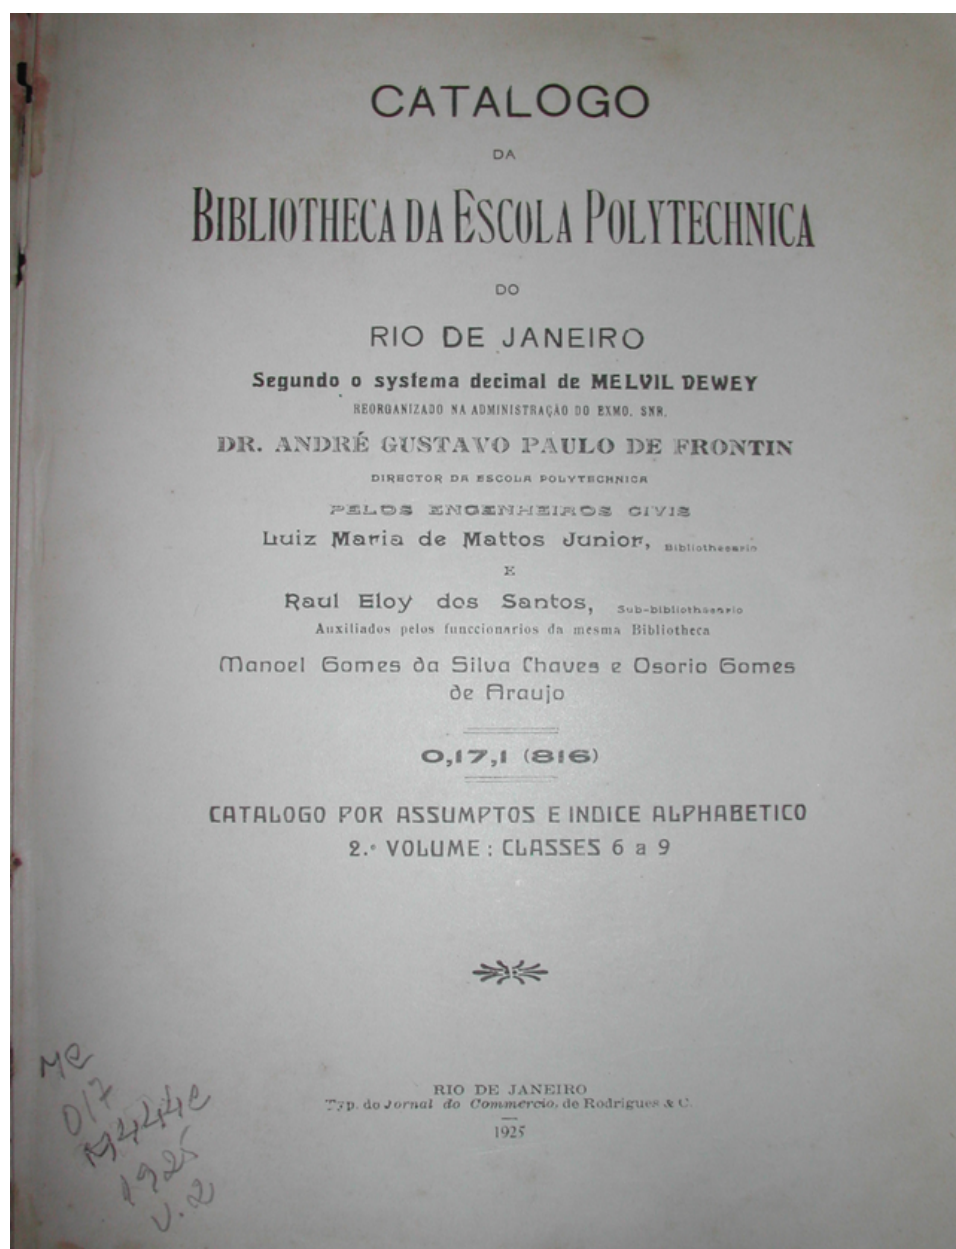 CATALOGO
DA
BIBLIOTHECA DA ESCOLA POLYTECHNICA
DO
RIO DE JANEIRO
Segundo o systema decimal de MELVIL DEWEY
REORGANIZADO NA ADMINISTRAÇÃO DO EXMO. SNR.
DR. ANDRÉ GUSTAVO PAULO DE FRONTIN
DIRECTOR DA ESCOLA POLYTECHNICA
PELOS ENGENHEIROS CIVIS
Luiz Maria de Mattos Junior, Bibliothecario
E
Raul Eloy dos Santos, Sub-bibliothecario
Auxiliados pelos funccionarios da mesma Bibliotheca
Manoel Gomes da Silva Chaves e Osorio Gomes
de Araujo
0,17,1 (816)
CATALOGO POR ASSUMPTOS E INDICE ALPHABETICO
2.º VOLUME : CLASSES 6 a 9
RIO DE JANEIRO
Typ. do Jornal do Commercio, de Rodrigues & C.
1925
MC
017
M444c
1925
V.2